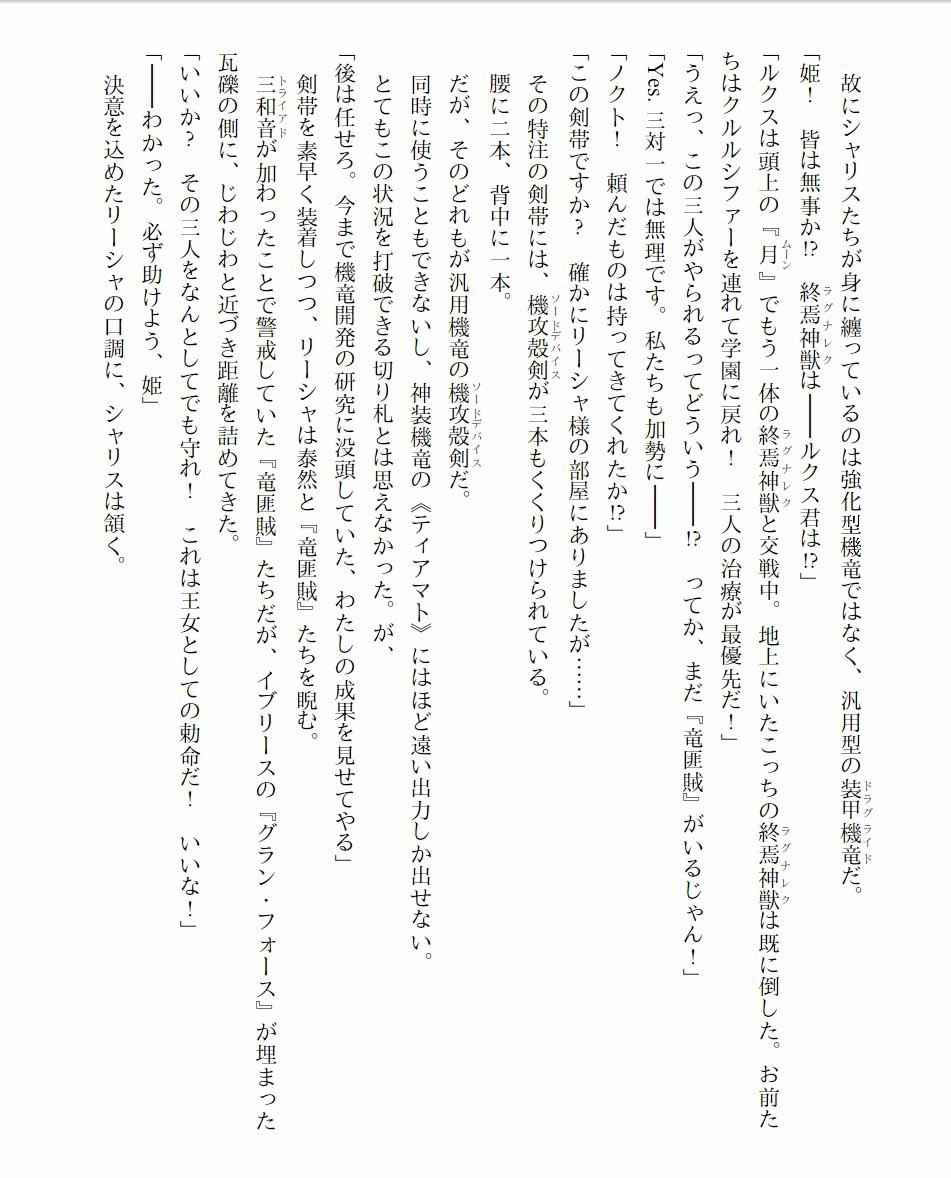 故にシャリスたちが身に纏っているのは強化型機竜ではなく、汎用型の装甲機竜だ。
ドラグライド
「姫！　皆は無事か!?　終焉神獣は――ルクス君は!?」
ラグナレク
「ルクスは頭上の『月』でもう一体の終焉神獣と交戦中。地上にいたこっちの終焉神獣は既に倒した。お前た
ムーン
ラグナレク
ラグナレク
ちはクルルシファーを連れて学園に戻れ！　三人の治療が最優先だ！」
「うえっ、この三人がやられるってどういう――!?　ってか、まだ『竜匪賊』がいるじゃん！」
「Yes. 三対一では無理です。私たちも加勢に――」
「ノクト！　頼んだものは持ってきてくれたか!?」
「この剣帯ですか？　確かにリーシャ様の部屋にありましたが……」
その特注の剣帯には、機攻殻剣が三本もくくりつけられている。
ソードデバイス
腰に二本、背中に一本。
だが、そのどれもが汎用機竜の機攻殻剣だ。
ソードデバイス
同時に使うこともできないし、神装機竜の《ティアマト》にはほど遠い出力しか出せない。
とてもこの状況を打破できる切り札とは思えなかった。が、
「後は任せろ。今まで機竜開発の研究に没頭していた、わたしの成果を見せてやる」
剣帯を素早く装着しつつ、リーシャは泰然と『竜匪賊』たちを睨む。
三和音が加わったことで警戒していた『竜匪賊』たちだが、イブリースの『グラン・フォース』が埋まった
トライアド
瓦礫の側に、じわじわと近づき距離を詰めてきた。
「いいか？　その三人をなんとしてでも守れ！　これは王女としての勅命だ！　いいな！」
「――わかった。必ず助けよう、姫」
決意を込めたリーシャの口調に、シャリスは頷く。